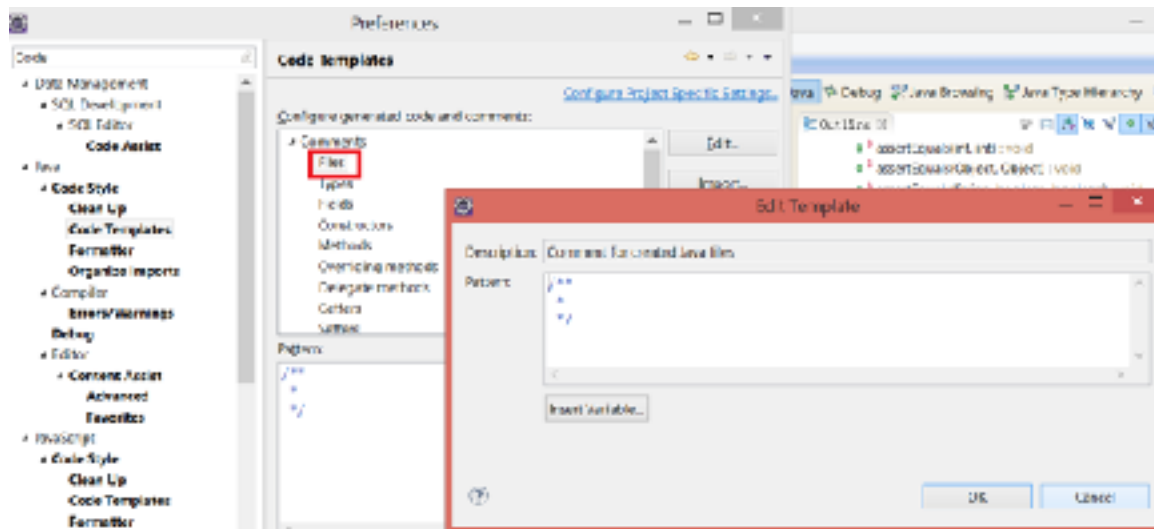 Preferences
Code
Data Management
SQL Development
SQL Editor
Code Assist
Java
Code Style
Clean Up
Code Templates
Formatter
Organize Imports
Compiler
Errors/Warnings
Debug
Editor
Content Assist
Advanced
Favorites
JavaScript
Code Style
Clean Up
Code Templates
Formatter
Code Templates
Configure Project Specific Settings...
Configure generated code and comments:
Comments
Files
Types
Fields
Constructors
Methods
Overriding methods
Delegate methods
Getters
Setters
Edit...
Import...
Pattern:
/**
*
*/
Java Debug Java Browsing Java Type Hierarchy
Outline
assertEquals(int, int) : void
assertEquals(Object, Object) : void
Edit Template
Description: Comment for created Java files
Pattern:
/**
*
*/
Insert Variable...
OK
Cancel